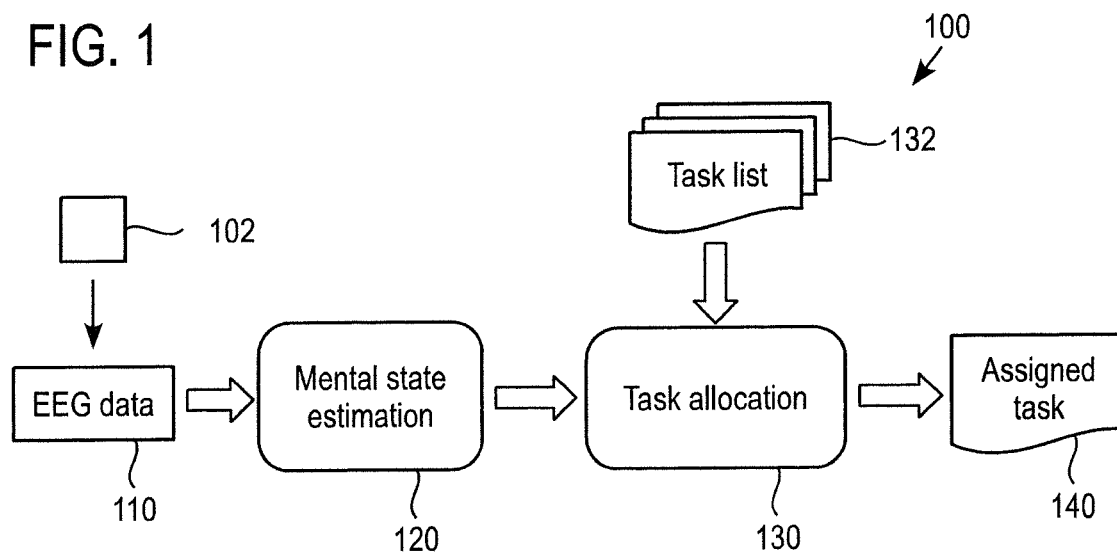 FIG. 1
100
132
Task list
102
EEG data
Mental state
estimation
Task allocation
Assigned
task
110
120
130
140